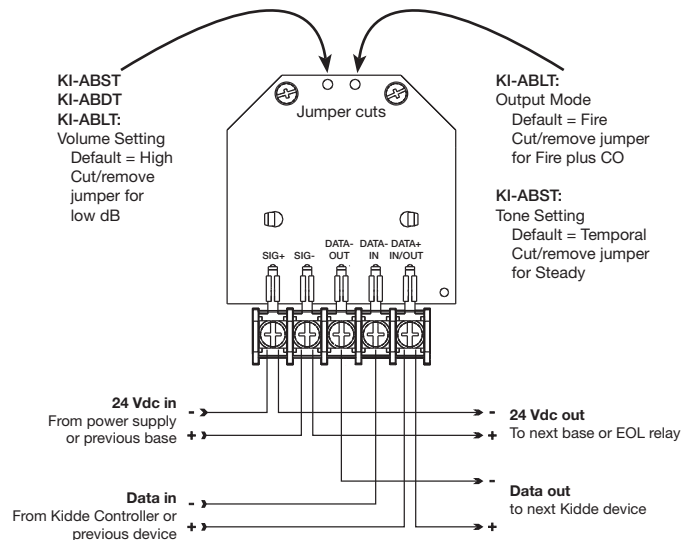 KI-ABST
KI-ABDT
KI-ABLT:
Volume Setting
Default = High
Cut/remove
jumper for
low dB
KI-ABLT:
Output Mode
Default = Fire
Cut/remove jumper
for Fire plus CO
KI-ABST:
Tone Setting
Default = Temporal
Cut/remove jumper
for Steady
Jumper cuts
SIG+ SIG- DATA- OUT DATA- IN DATA+ IN/OUT
24 Vdc in
From power supply
or previous base
- +
24 Vdc out
To next base or EOL relay
- +
Data in
From Kidde Controller or
previous device
- +
Data out
to next Kidde device
- +